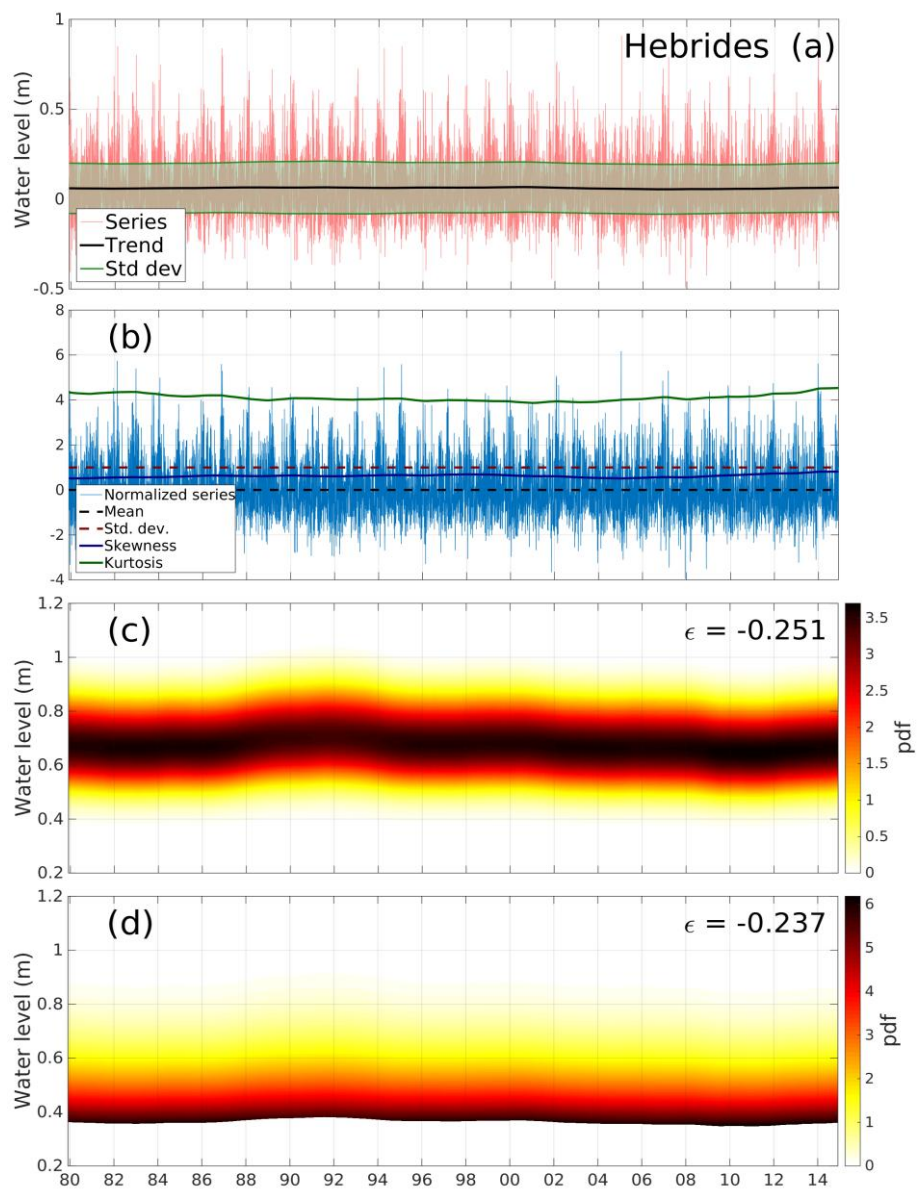 Hebrides (a)
1
0.5
0
-0.5
Water level (m)
Series
Trend
Std dev
(b)
8
6
4
2
0
-2
-4
Normalized series
Mean
Std. dev.
Skewness
Kurtosis
(c)
ϵ = -0.251
1.2
1
0.8
0.6
0.4
0.2
Water level (m)
3.5
3
2.5
2
1.5
1
0.5
0
pdf
(d)
ϵ = -0.237
1.2
1
0.8
0.6
0.4
0.2
Water level (m)
6
5
4
3
2
1
0
pdf
80 82 84 86 88 90 92 94 96 98 00 02 04 06 08 10 12 14